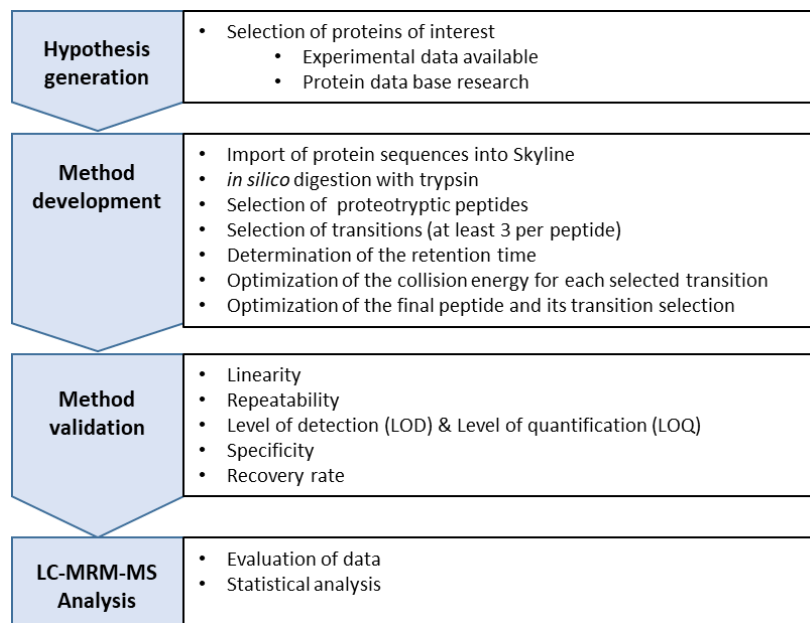 Hypothesis
generation
• Selection of proteins of interest
• Experimental data available
• Protein data base research
Method
development
• Import of protein sequences into Skyline
• in silico digestion with trypsin
• Selection of  proteotryptic peptides
• Selection of transitions (at least 3 per peptide)
• Determination of the retention time
• Optimization of the collision energy for each selected transition
• Optimization of the final peptide and its transition selection
Method
validation
• Linearity
• Repeatability
• Level of detection (LOD) & Level of quantification (LOQ)
• Specificity
• Recovery rate
LC-MRM-MS
Analysis
• Evaluation of data
• Statistical analysis